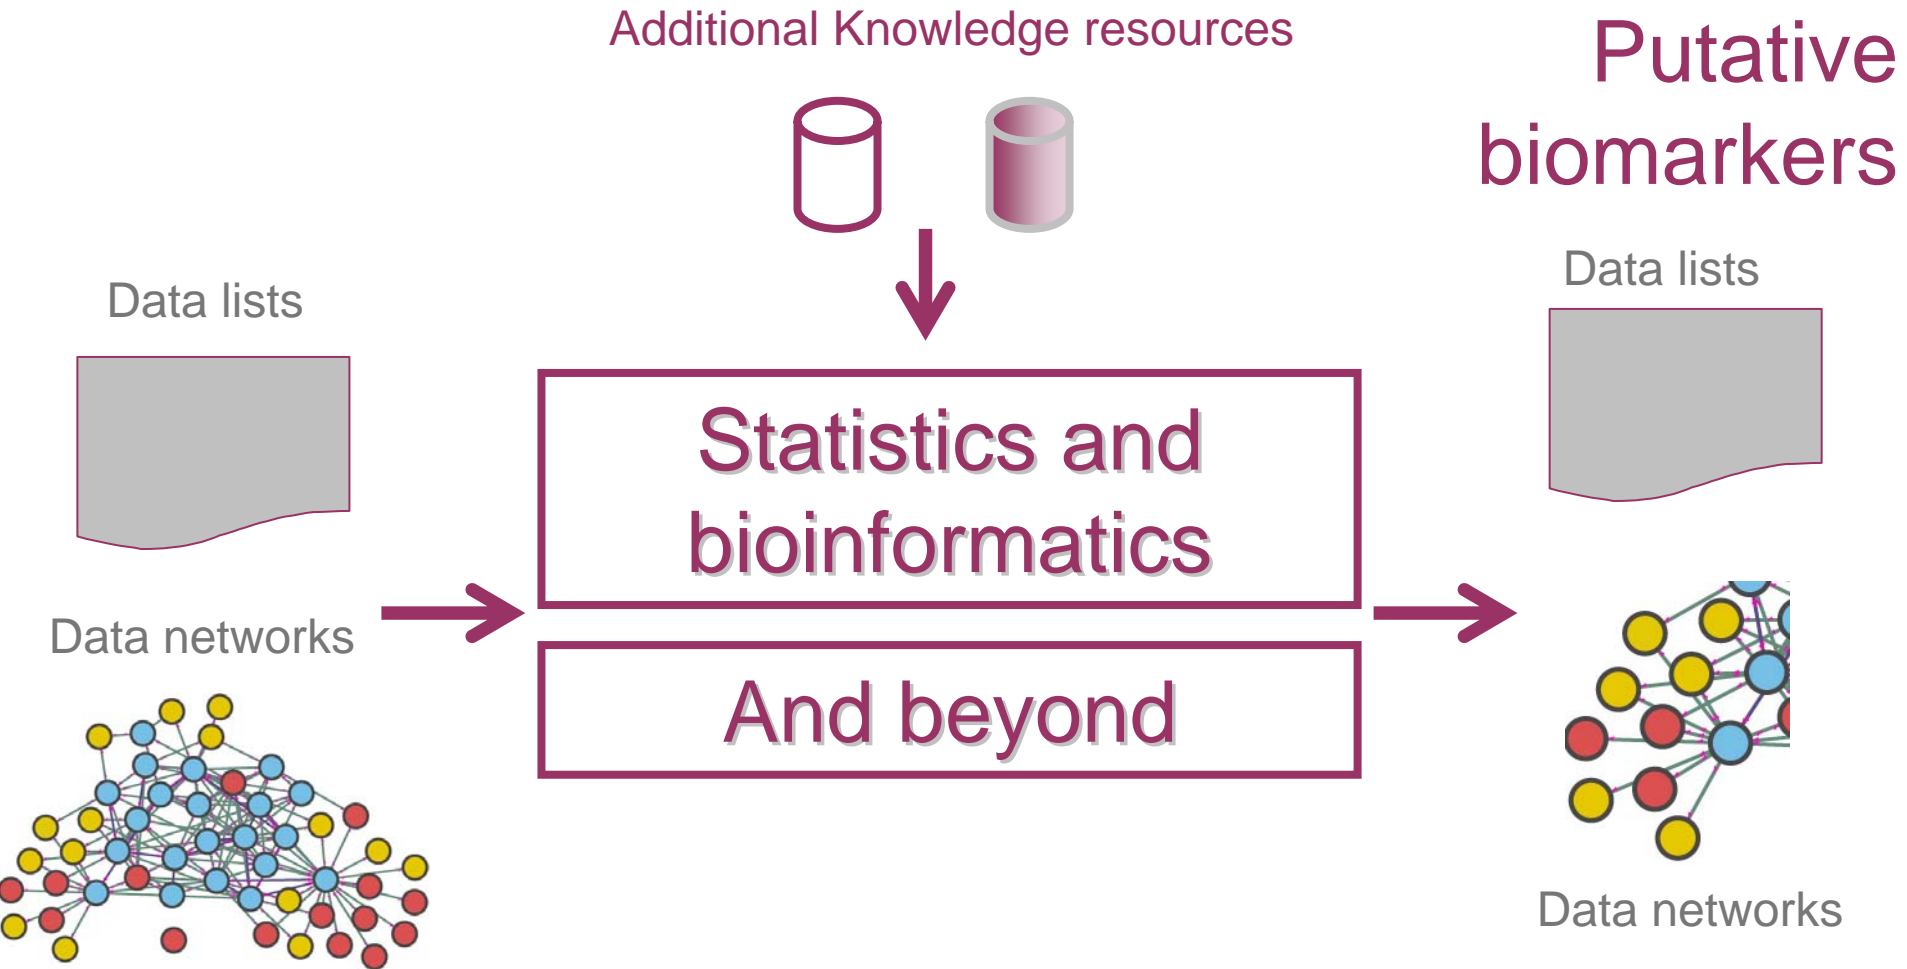 Additional Knowledge resources
Putative
biomarkers
Data lists
Data lists
Statistics and
bioinformatics
Data networks
And beyond
Data networks